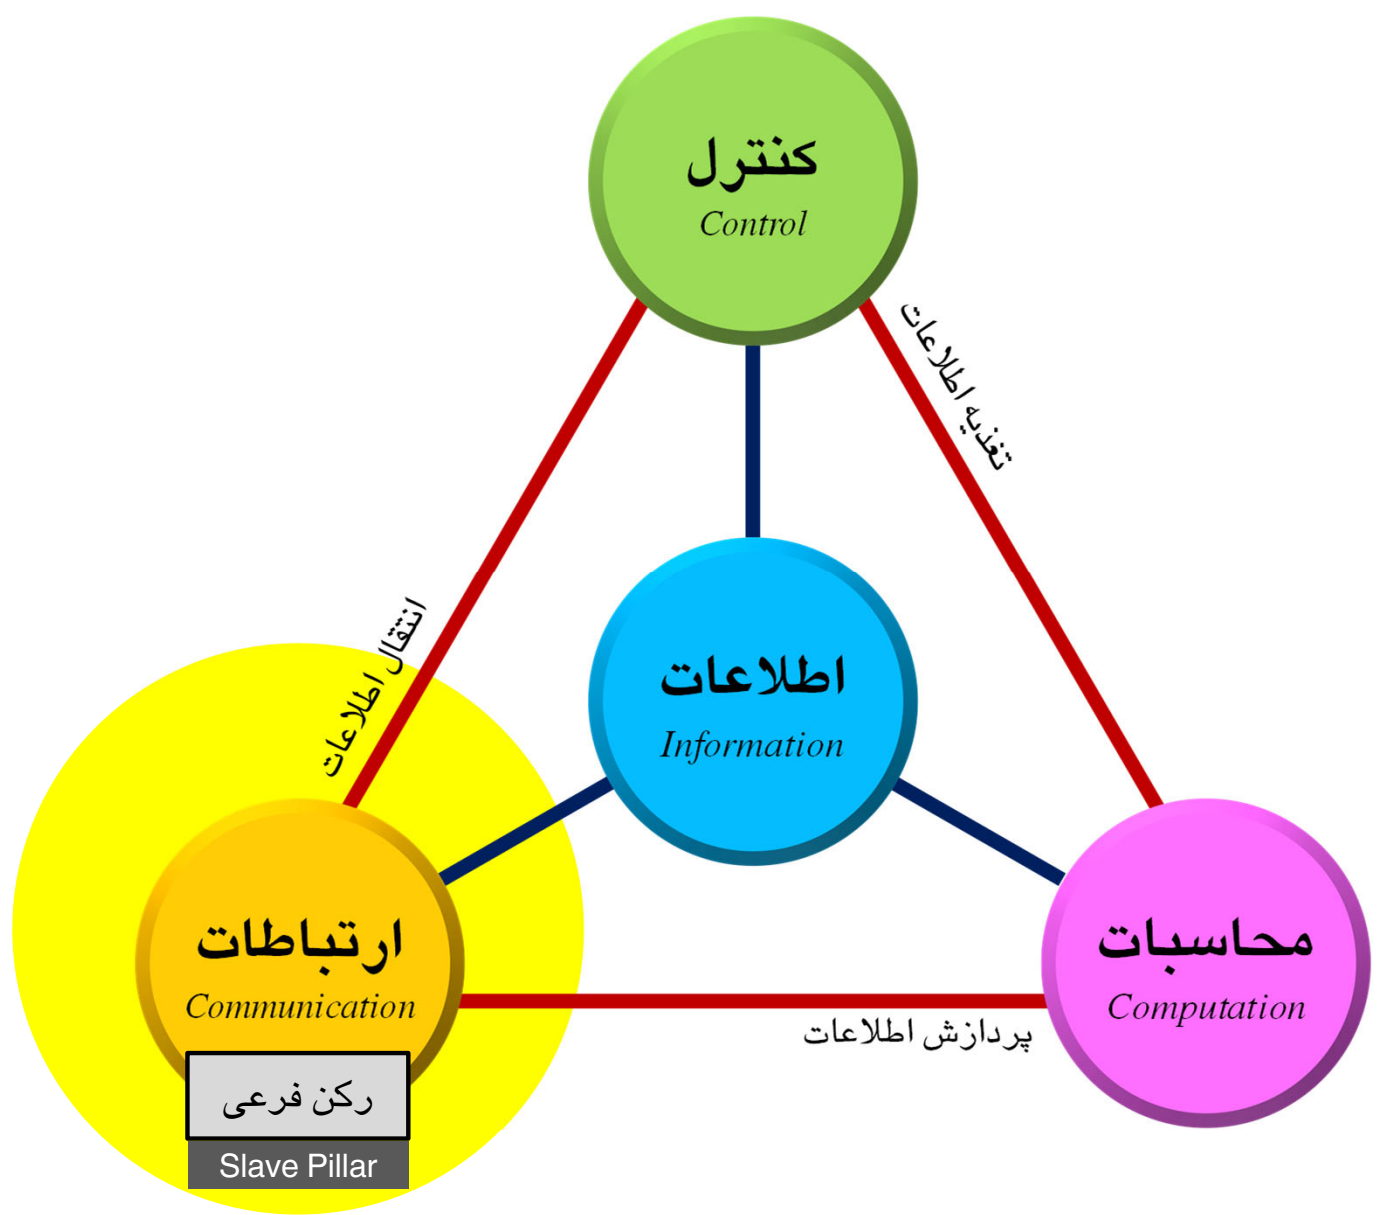 کنترل
Control
تغذیه اطلاعات
انتقال اطلاعات
اطلاعات
Information
ارتباطات
Communication
محاسبات
Computation
پردازش اطلاعات
رکن فرعی
Slave Pillar